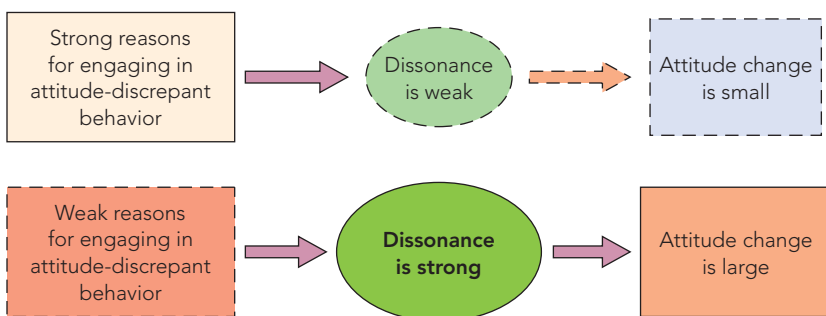 Strong reasons
for engaging in
attitude-discrepant
behavior
Dissonance
is weak
Attitude change
is small
Weak reasons
for engaging in
attitude-discrepant
behavior
Dissonance
is strong
Attitude change
is large